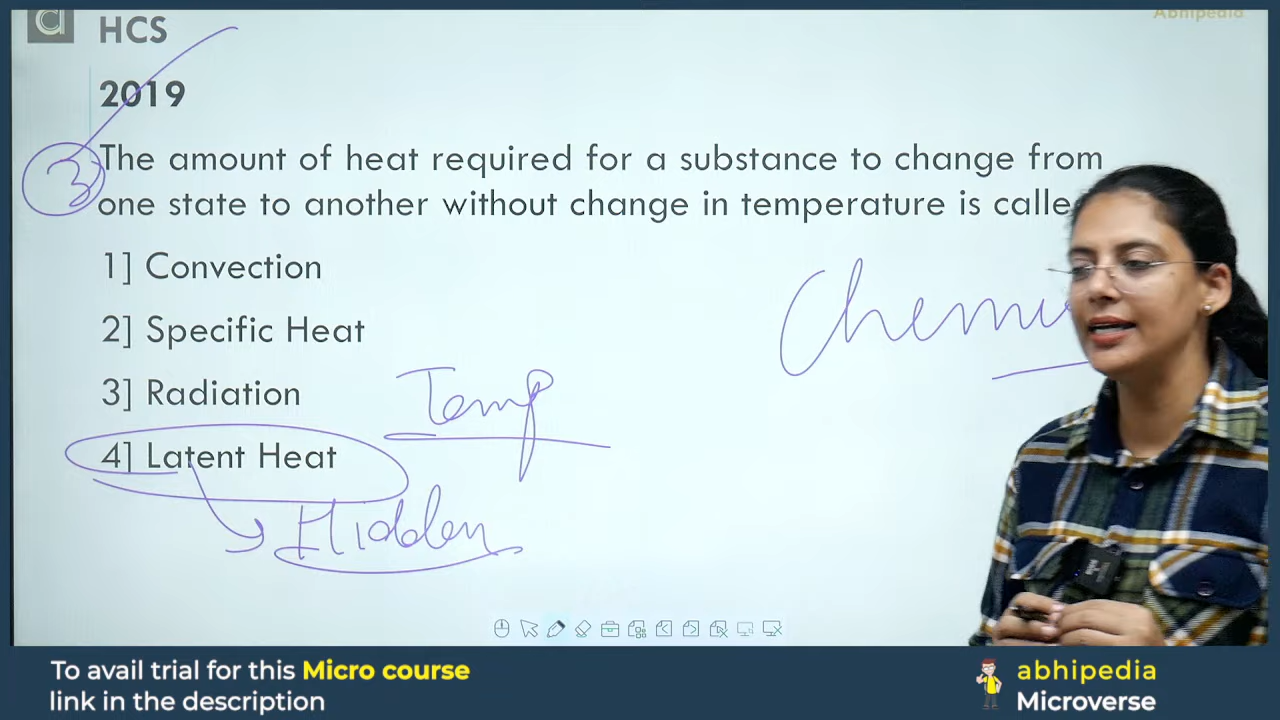 a
Abhipedia
HCS
2019
3
The amount of heat required for a substance to change from
one state to another without change in temperature is calle
1] Convection
2] Specific Heat
3] Radiation
4] Latent Heat
Temp
Hidden
Chemi
To avail trial for this Micro course
link in the description
abhipedia
Microverse